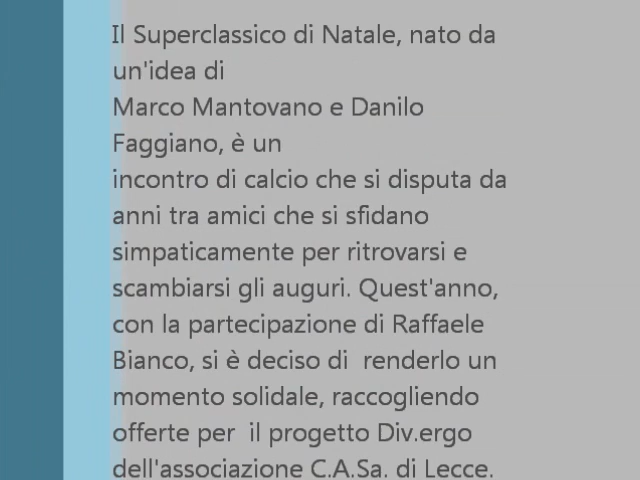 Il Superclassico di Natale, nato da
un'idea di
Marco Mantovano e Danilo
Faggiano, è un
incontro di calcio che si disputa da
anni tra amici che si sfidano
simpaticamente per ritrovarsi e
scambiarsi gli auguri. Quest'anno,
con la partecipazione di Raffaele
Bianco, si è deciso di  renderlo un
momento solidale, raccogliendo
offerte per  il progetto Div.ergo
dell'associazione C.A.Sa. di Lecce.